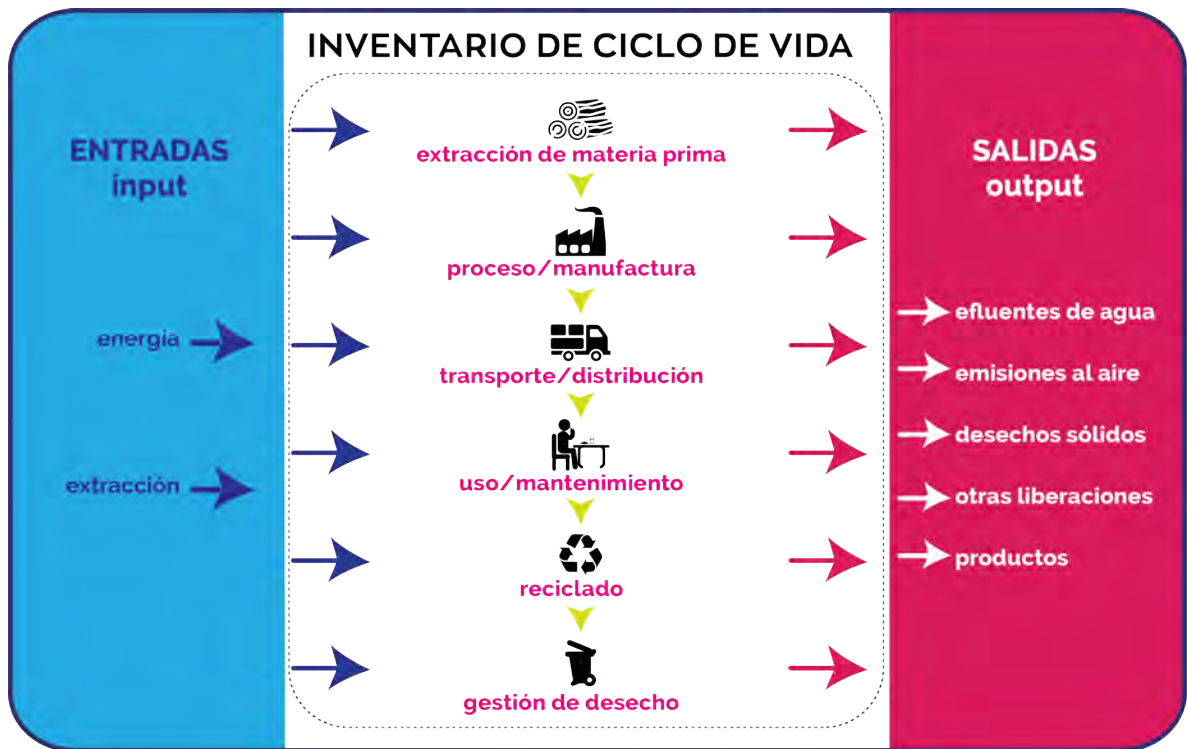 INVENTARIO DE CICLO DE VIDA
ENTRADAS
input
energía
extracción
extracción de materia prima
proceso/manufactura
transporte/distribución
uso/mantenimiento
reciclado
gestión de desecho
SALIDAS
output
efluentes de agua
emisiones al aire
desechos sólidos
otras liberaciones
productos